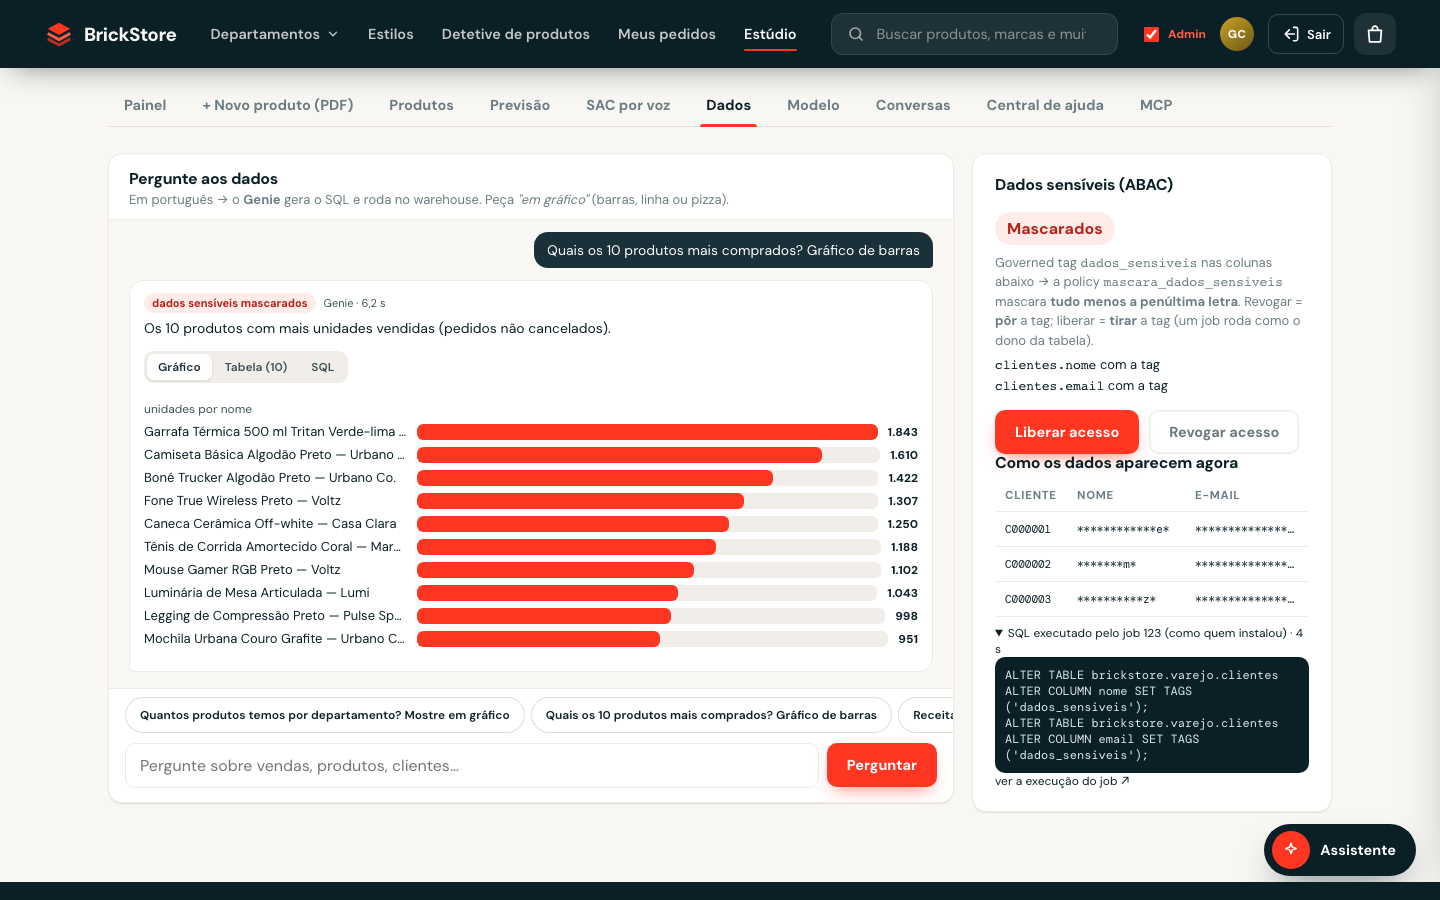 BrickStore
Departamentos
Estilos
Detetive de produtos
Meus pedidos
Estúdio
Buscar produtos, marcas e mui
Admin
GC
Sair
Painel
+ Novo produto (PDF)
Produtos
Previsão
SAC por voz
Dados
Modelo
Conversas
Central de ajuda
MCP
Pergunte aos dados
Em português → o Genie gera o SQL e roda no warehouse. Peça "em gráfico" (barras, linha ou pizza).
Quais os 10 produtos mais comprados? Gráfico de barras
dados sensíveis mascarados Genie · 6,2 s
Os 10 produtos com mais unidades vendidas (pedidos não cancelados).
Gráfico Tabela (10) SQL
unidades por nome
Garrafa Térmica 500 ml Tritan Verde-lima ... 1.843
Camiseta Básica Algodão Preto — Urbano ... 1.610
Boné Trucker Algodão Preto — Urbano Co. 1.422
Fone True Wireless Preto — Voltz 1.307
Caneca Cerâmica Off-white — Casa Clara 1.250
Tênis de Corrida Amortecido Coral — Mar... 1.188
Mouse Gamer RGB Preto — Voltz 1.102
Luminária de Mesa Articulada — Lumi 1.043
Legging de Compressão Preto — Pulse Sp... 998
Mochila Urbana Couro Grafite — Urbano C... 951
Quantos produtos temos por departamento? Mostre em gráfico
Quais os 10 produtos mais comprados? Gráfico de barras
Receita
Pergunte sobre vendas, produtos, clientes...
Perguntar
Dados sensíveis (ABAC)
Mascarados
Governed tag dados_sensiveis nas colunas
abaixo → a policy mascara_dados_sensiveis
mascara tudo menos a penúltima letra. Revogar =
pôr a tag; liberar = tirar a tag (um job roda como o
dono da tabela).
clientes.nome com a tag
clientes.email com a tag
Liberar acesso
Revogar acesso
Como os dados aparecem agora
CLIENTE NOME E-MAIL
C000001 ************e* **************…
C000002 *******m* **************…
C000003 **********z* **************…
▼ SQL executado pelo job 123 (como quem instalou) · 4
s
ALTER TABLE brickstore.varejo.clientes
ALTER COLUMN nome SET TAGS
('dados_sensiveis');
ALTER TABLE brickstore.varejo.clientes
ALTER COLUMN email SET TAGS
('dados_sensiveis');
ver a execução do job ↗
Assistente